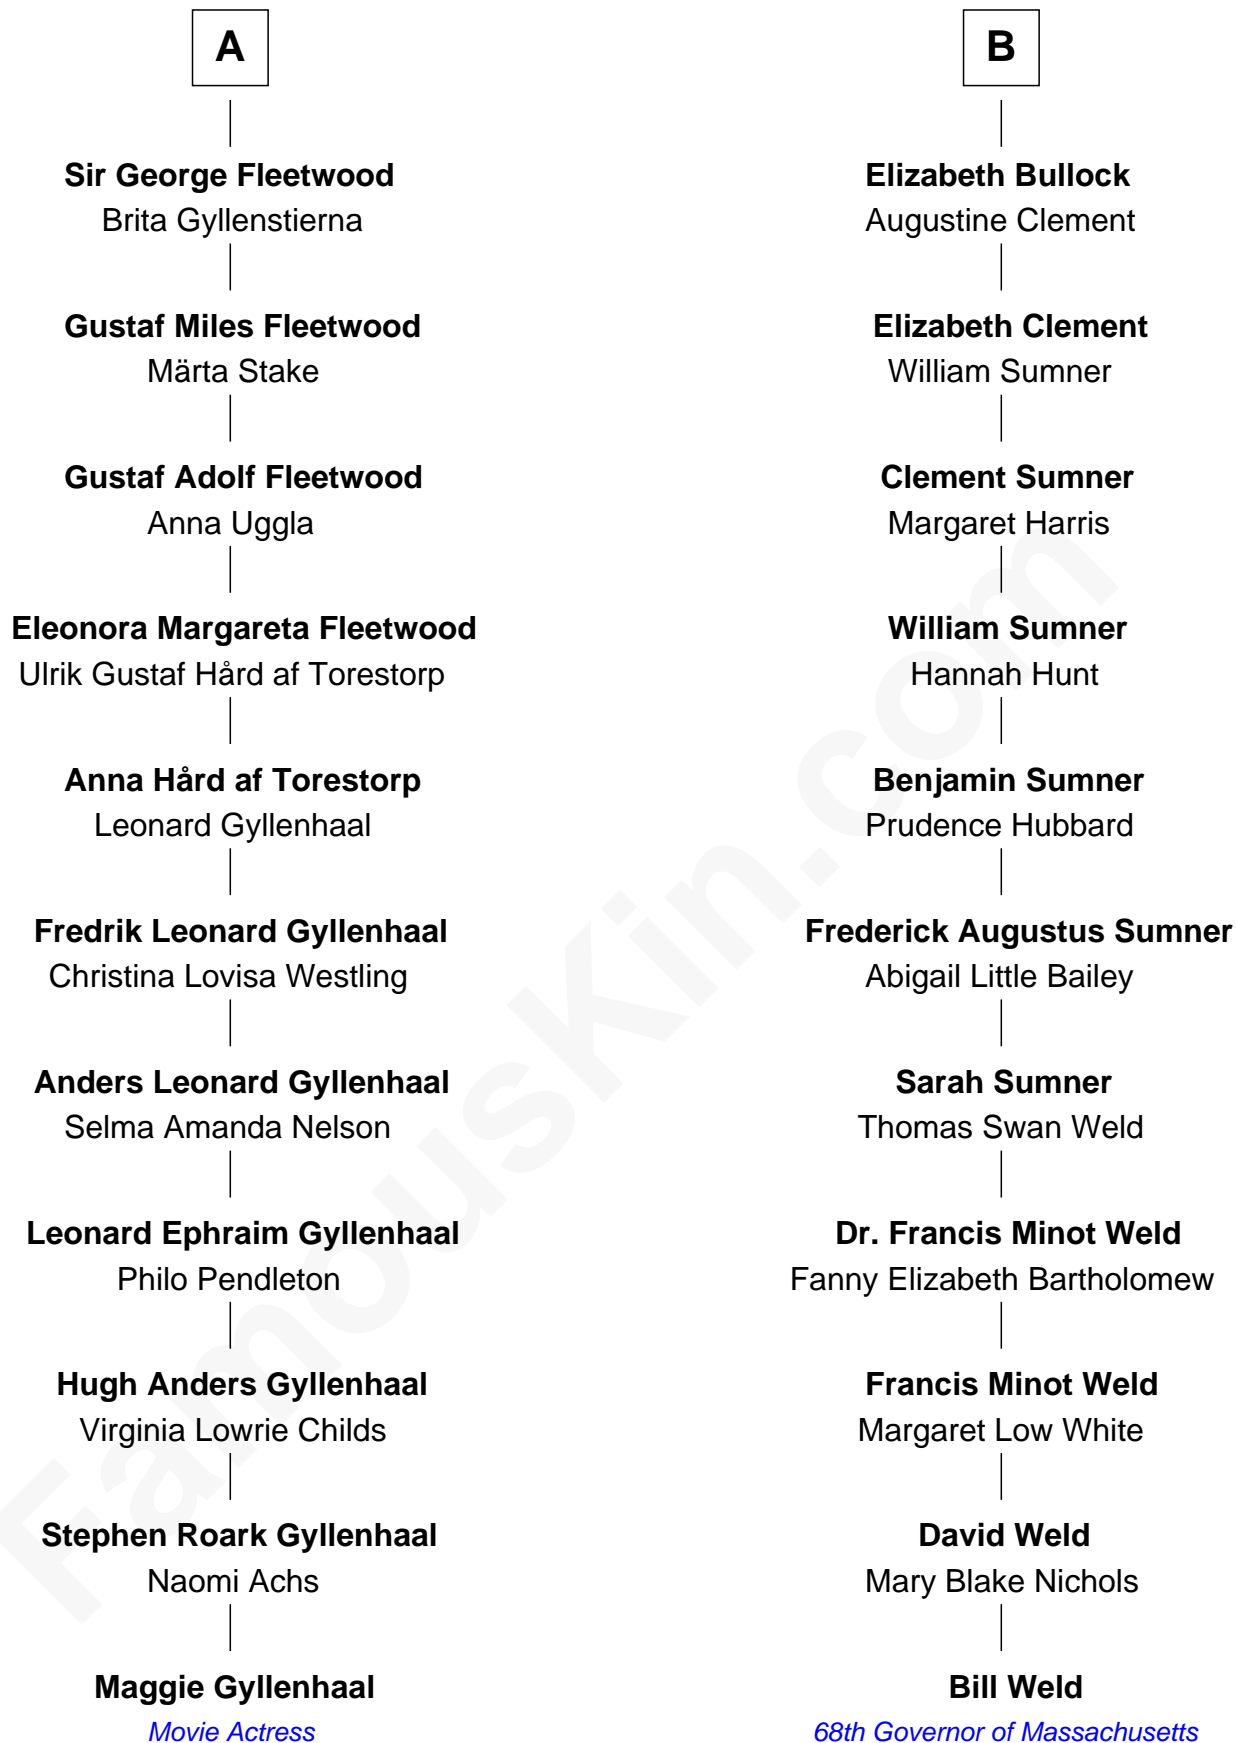 A
Sir George Fleetwood
Brita Gyllenstierna
Gustaf Miles Fleetwood
Märta Stake
Gustaf Adolf Fleetwood
Anna Uggla
Eleonora Margareta Fleetwood
Ulrik Gustaf Hård af Torestorp
Anna Hård af Torestorp
Leonard Gyllenhaal
Fredrik Leonard Gyllenhaal
Christina Lovisa Westling
Anders Leonard Gyllenhaal
Selma Amanda Nelson
Leonard Ephraim Gyllenhaal
Philo Pendleton
Hugh Anders Gyllenhaal
Virginia Lowrie Childs
Stephen Roark Gyllenhaal
Naomi Achs
Maggie Gyllenhaal
Movie Actress
B
Elizabeth Bullock
Augustine Clement
Elizabeth Clement
William Sumner
Clement Sumner
Margaret Harris
William Sumner
Hannah Hunt
Benjamin Sumner
Prudence Hubbard
Frederick Augustus Sumner
Abigail Little Bailey
Sarah Sumner
Thomas Swan Weld
Dr. Francis Minot Weld
Fanny Elizabeth Bartholomew
Francis Minot Weld
Margaret Low White
David Weld
Mary Blake Nichols
Bill Weld
68th Governor of Massachusetts
FamousKin.com